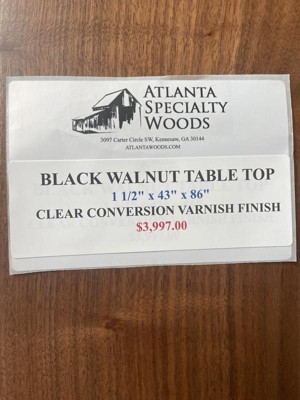 ATLANTA
SPECIALTY
WOODS
3097 Carter Circle SW, Kennesaw, GA 30144
ATLANTAWOODS.COM
BLACK WALNUT TABLE TOP
1 1/2" x 43" x 86"
CLEAR CONVERSION VARNISH FINISH
$3,997.00